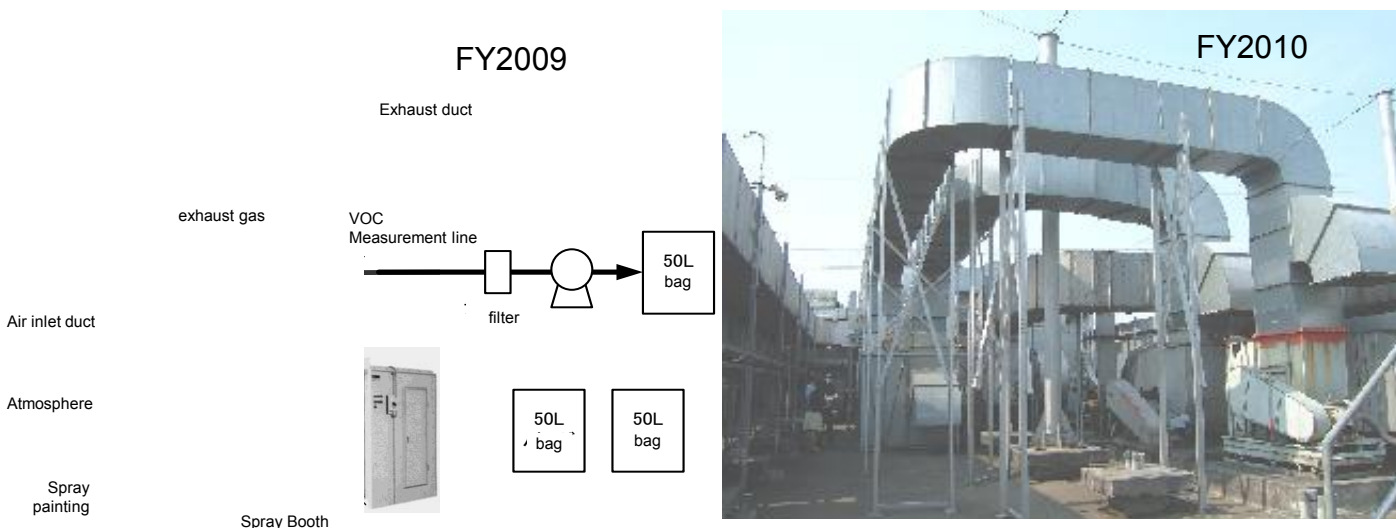 FY2009
FY2010
Exhaust duct
exhaust gas
VOC
Measurement line
50L
bag
filter
Air inlet duct
Atmosphere
50L
bag
50L
bag
Spray
painting
Spray Booth